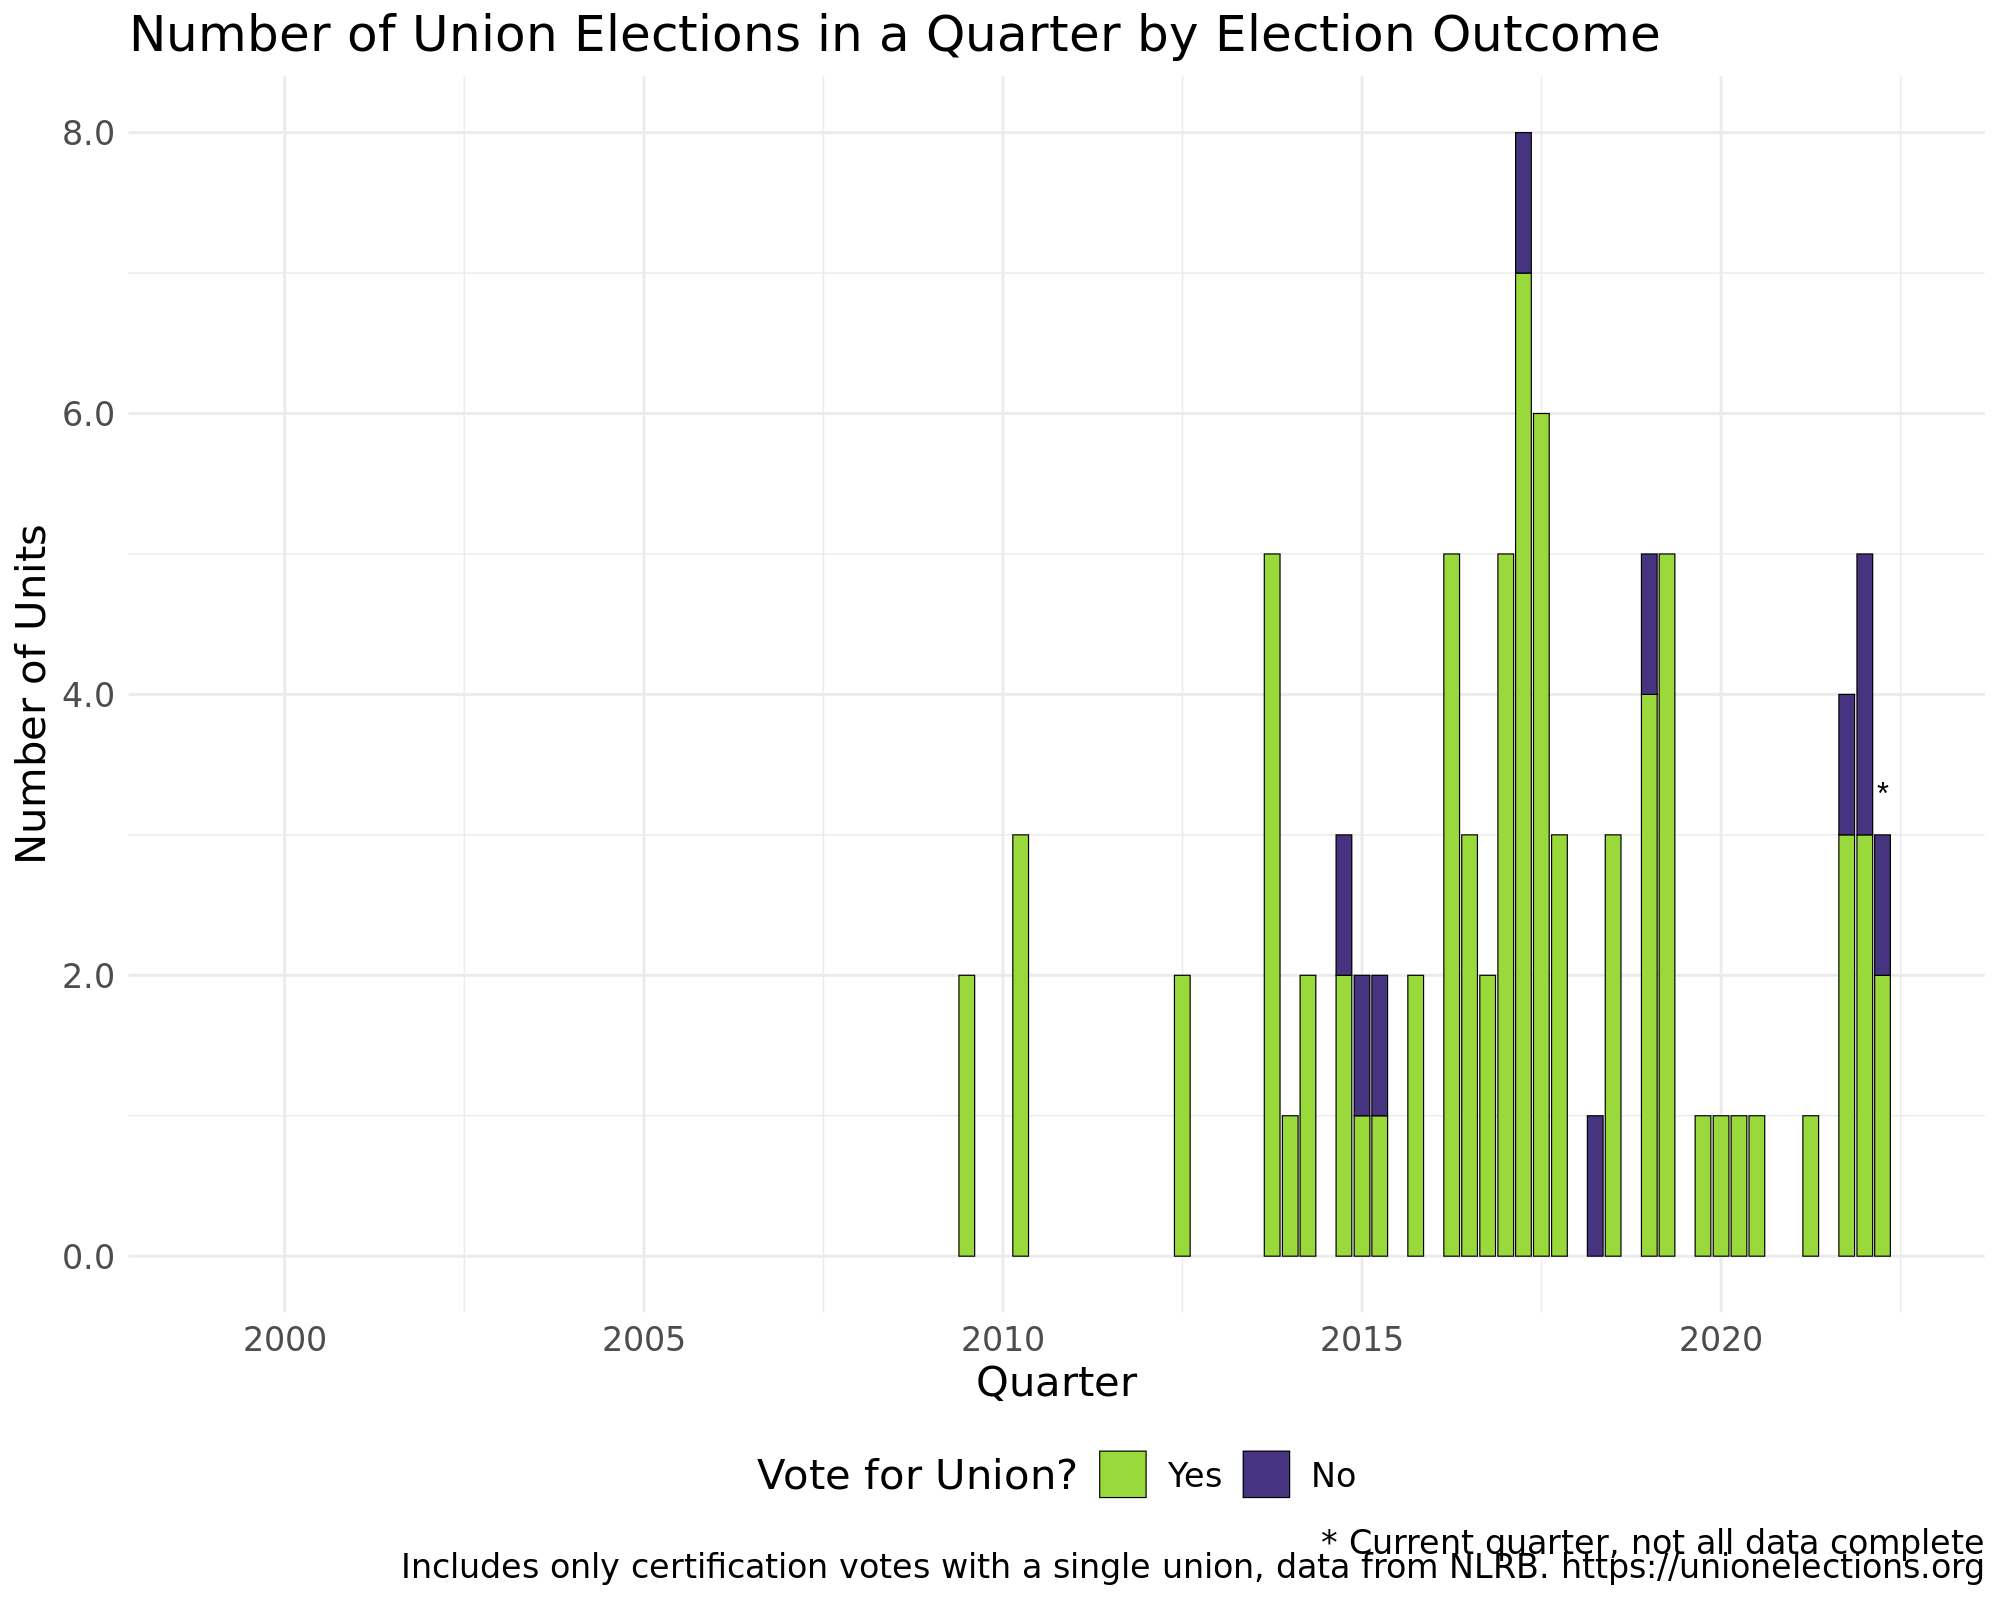 Number of Union Elections in a Quarter by Election Outcome
Number of Units
8.0
6.0
4.0
2.0
0.0
*
2000 2005 2010 2015 2020
Quarter
Vote for Union? Yes No
* Current quarter, not all data complete
Includes only certification votes with a single union, data from NLRB. https://unionelections.org